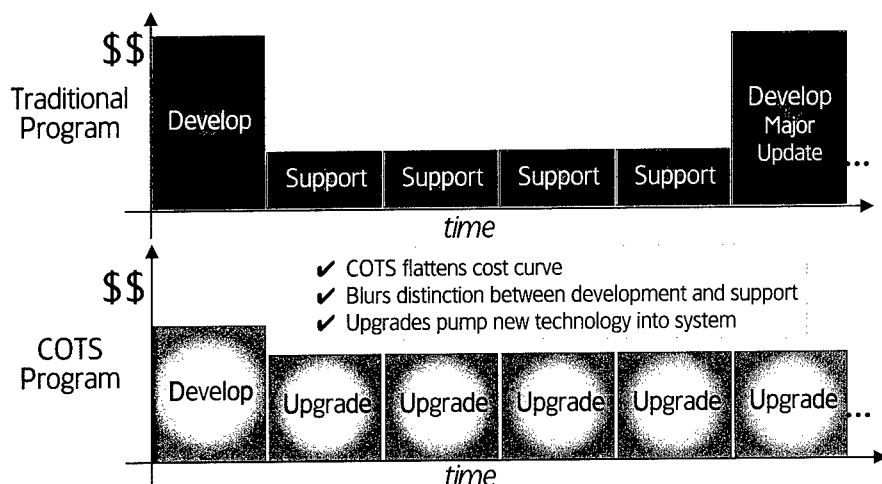 $$
Traditional
Program
Develop
Support
Support
Support
Support
Develop
Major
Update
...
time
$$
✔ COTS flattens cost curve
✔ Blurs distinction between development and support
✔ Upgrades pump new technology into system
COTS
Program
Develop
Upgrade
Upgrade
Upgrade
Upgrade
Upgrade
...
time